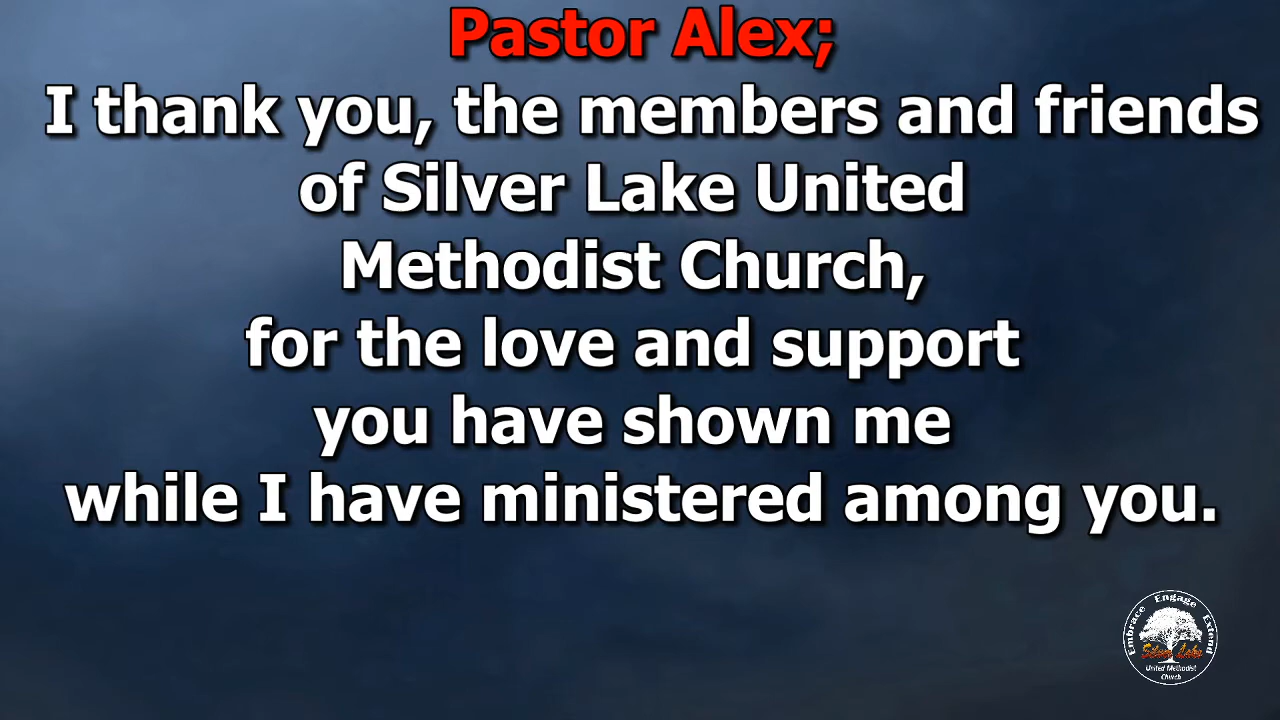 Pastor Alex;
I thank you, the members and friends
of Silver Lake United
Methodist Church,
for the love and support
you have shown me
while I have ministered among you.
Embrace Engage Extend
Silver Lake
United Methodist
Church